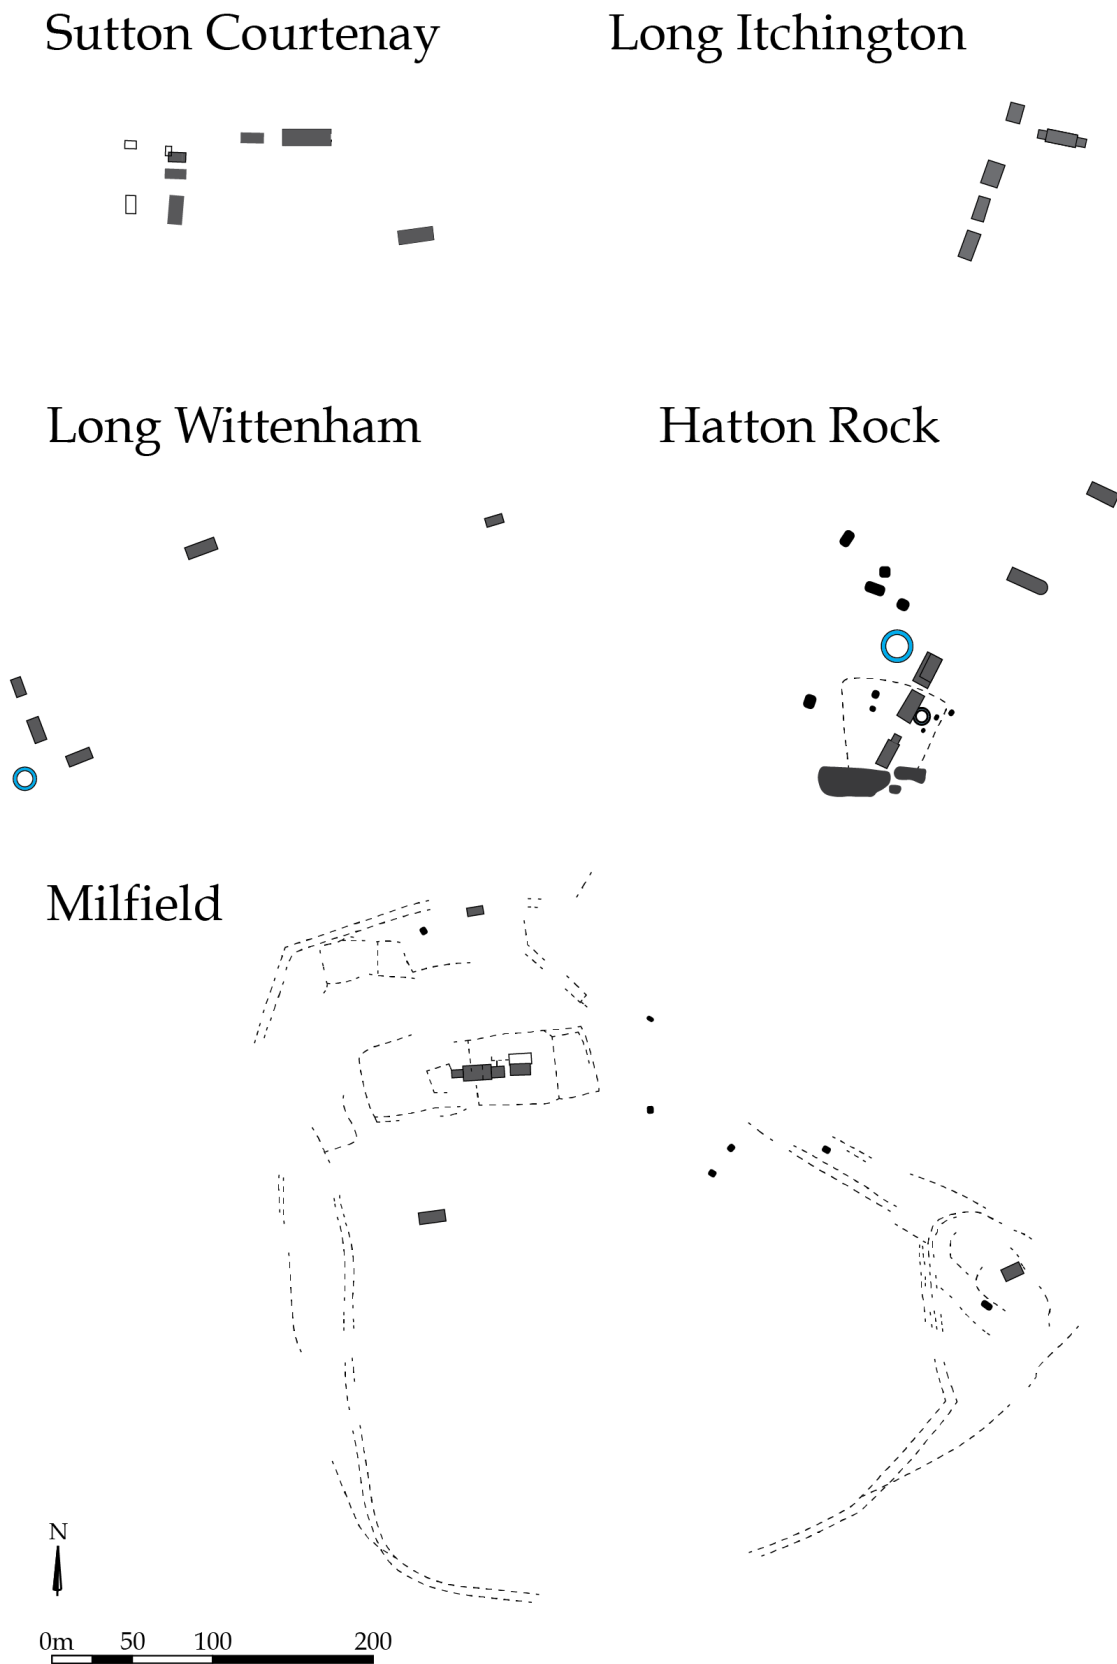 Sutton Courtenay
Long Itchington
Long Wittenham
Hatton Rock
Milfield
N
0m 50 100 200